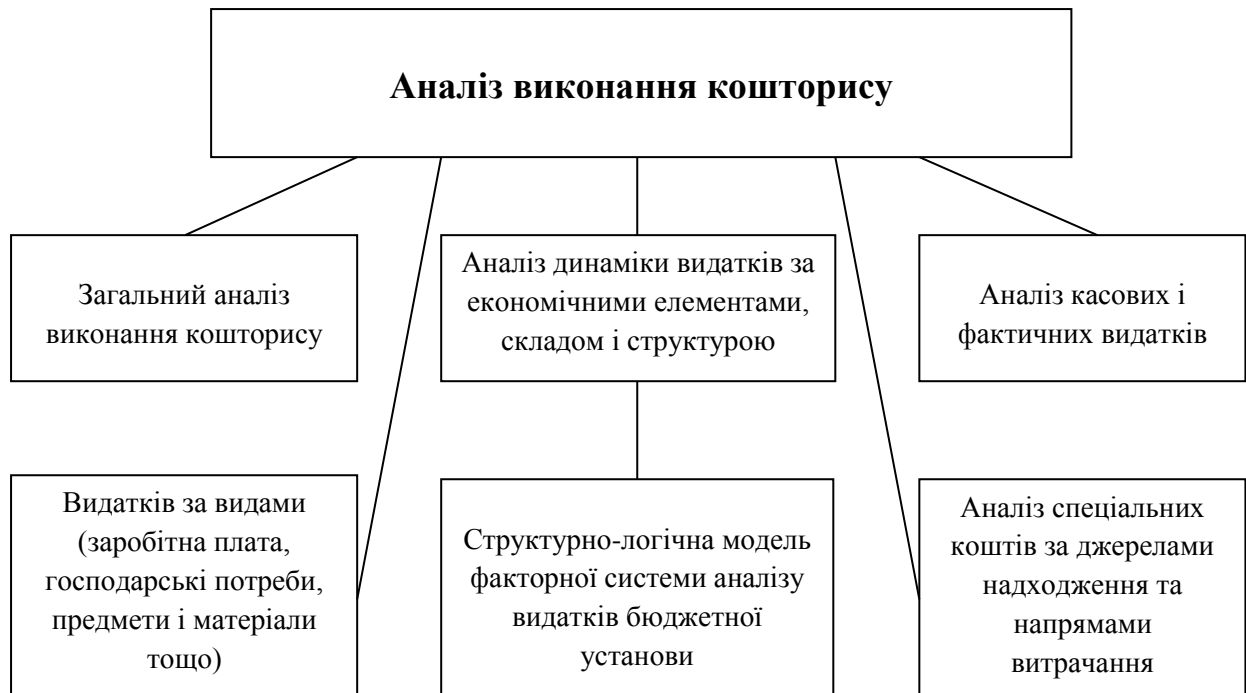 Аналіз виконання кошторису
Загальний аналіз
виконання кошторису
Аналіз динаміки видатків за
економічними елементами,
складом і структурою
Аналіз касових і
фактичних видатків
Видатків за видами
(заробітна плата,
господарські потреби,
предмети і матеріали
тощо)
Структурно-логічна модель
факторної системи аналізу
видатків бюджетної
установи
Аналіз спеціальних
коштів за джерелами
надходження та
напрямами
витрачання